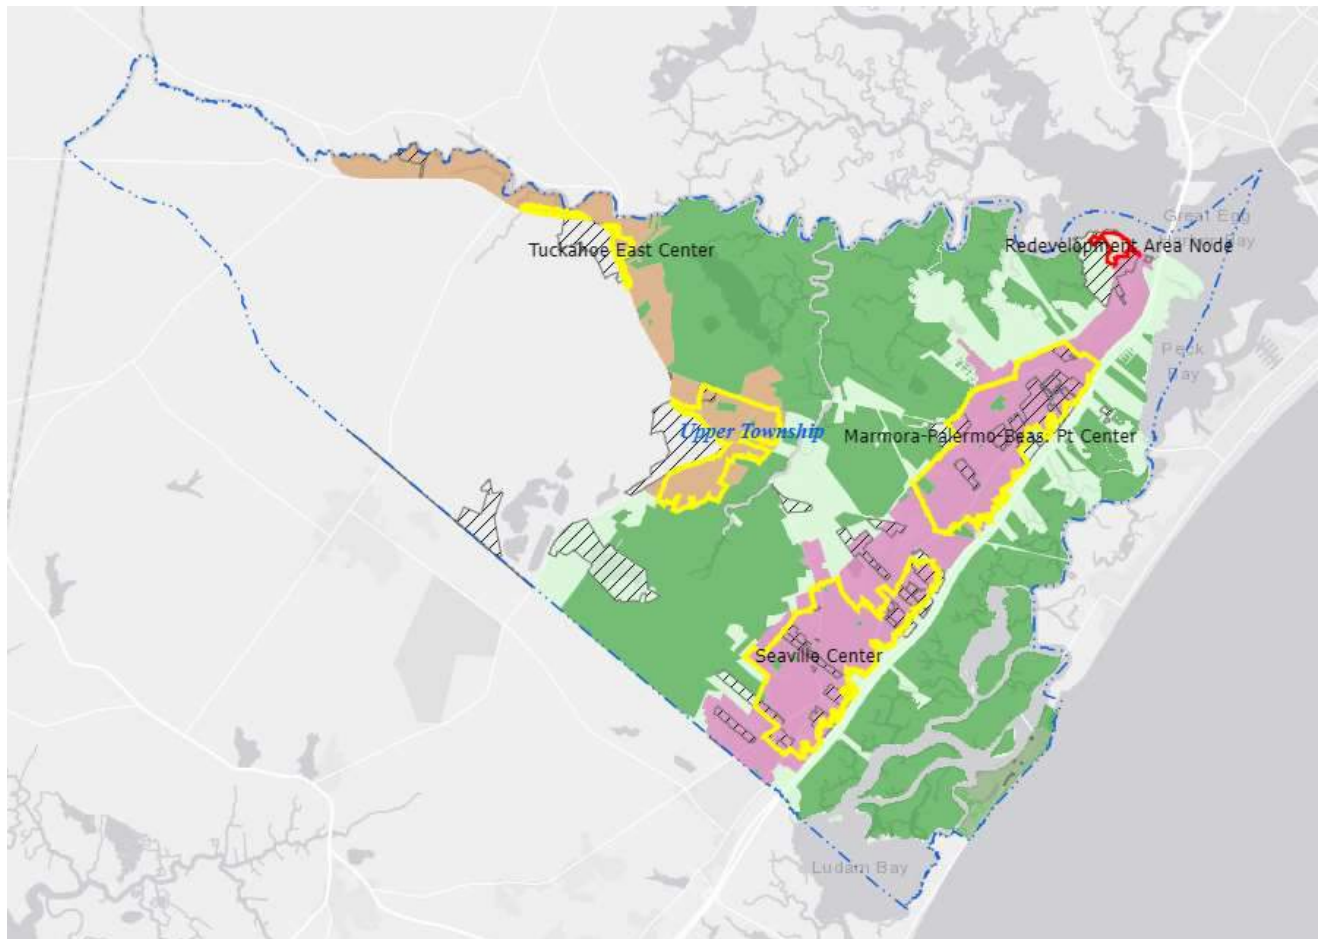 Great Egg
Redevelopment Area Node
Tuckahoe East Center
Peck
Bay
Upper Township
Marmora-Palermo-Beas. Pt Center
Seaville Center
Ludam Bay